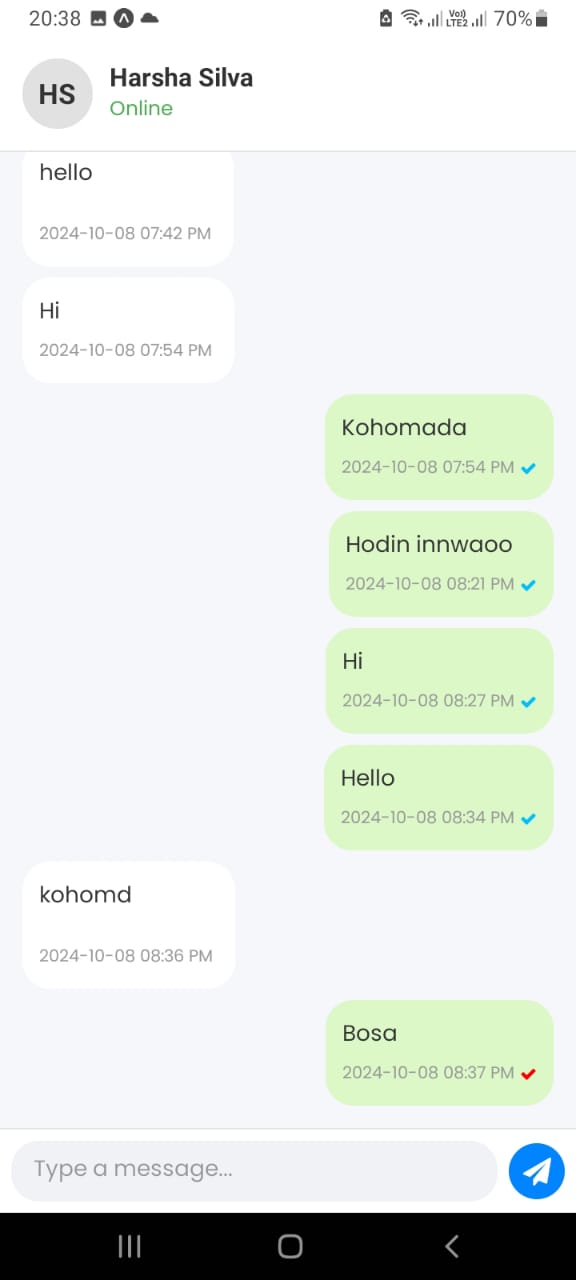 20:38 Vo)) LTE2 70%
HS
Harsha Silva
Online
hello
2024-10-08 07:42 PM
Hi
2024-10-08 07:54 PM
Kohomada
2024-10-08 07:54 PM
Hodin innwaoo
2024-10-08 08:21 PM
Hi
2024-10-08 08:27 PM
Hello
2024-10-08 08:34 PM
kohomd
2024-10-08 08:36 PM
Bosa
2024-10-08 08:37 PM
Type a message...